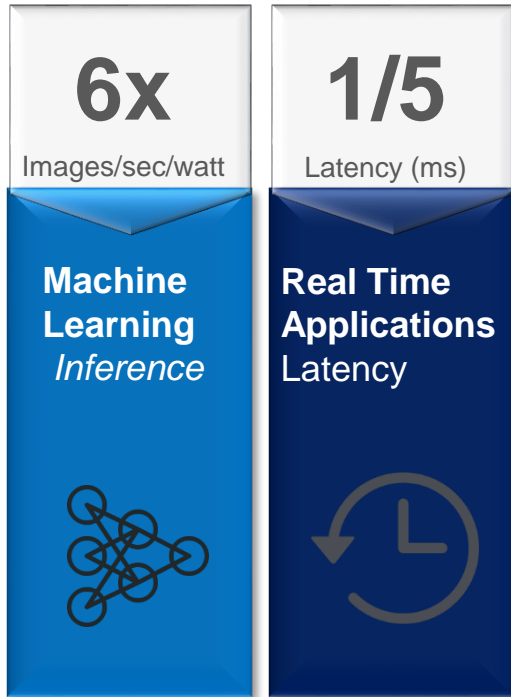 6x
Images/sec/watt
Machine
Learning
Inference
1/5
Latency (ms)
Real Time
Applications
Latency